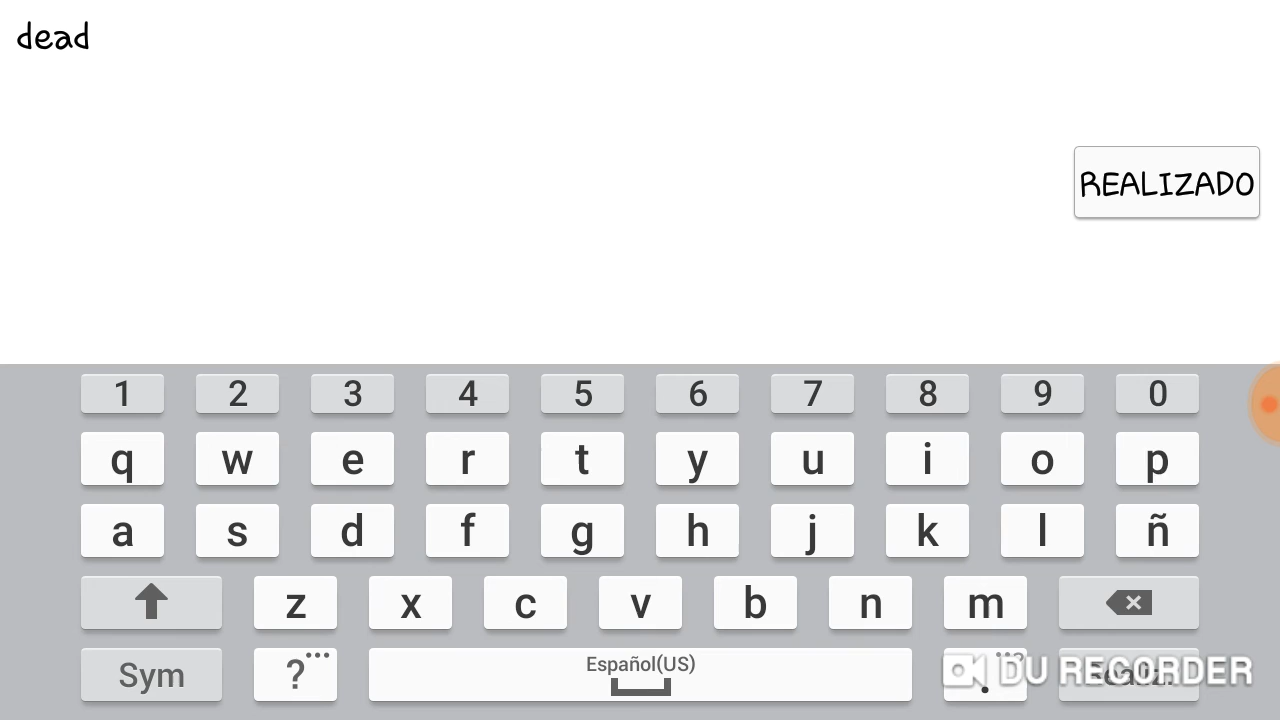 dead
REALIZADO
1 2 3 4 5 6 7 8 9 0
q w e r t y u i o p
a s d f g h j k l ñ
z x c v b n m
Sym ? Español(US) .
DU RECORDER